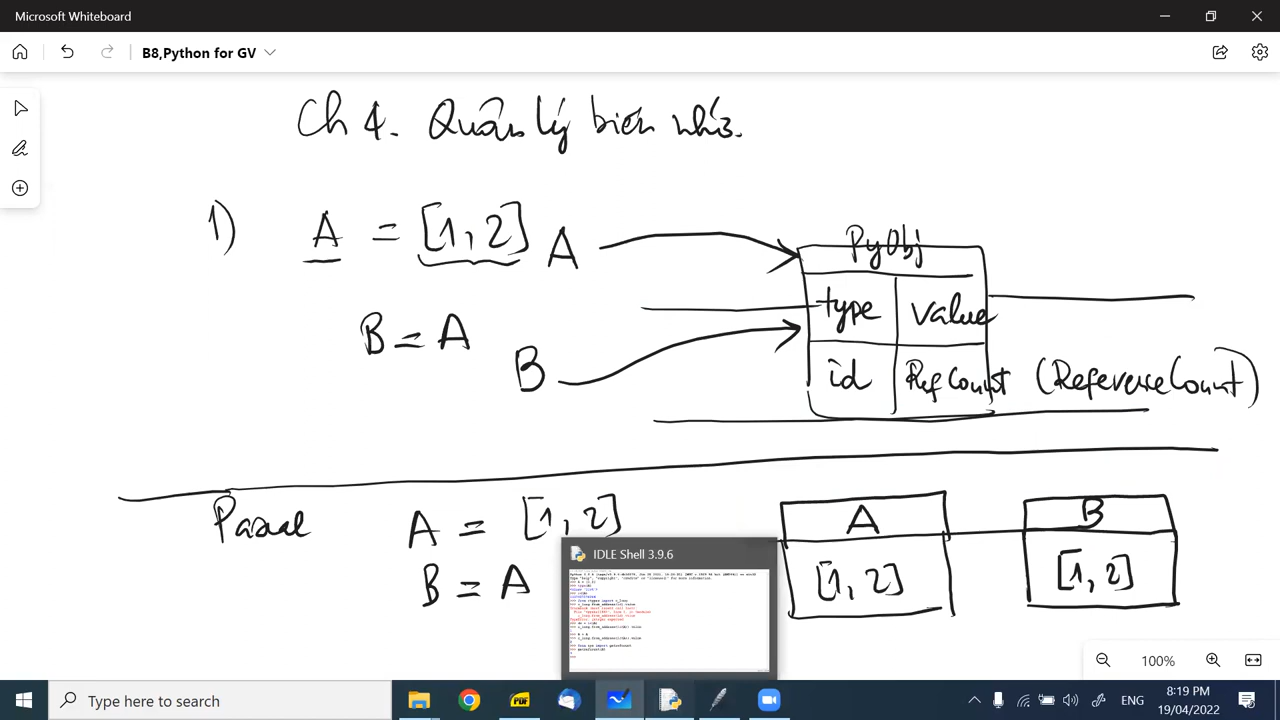 Microsoft Whiteboard
B8,Python for GV
Ch 4. Quản lý biến nhớ.
1) A = [1,2]
A
PyObj
type value
B = A
B
id RefCount (RefereneCount)
Pascal A = [1,2]
B = A
A
[1,2]
B
[1,2]
IDLE Shell 3.9.6
100%
Type here to search
PDF
ENG
8:19 PM
19/04/2022